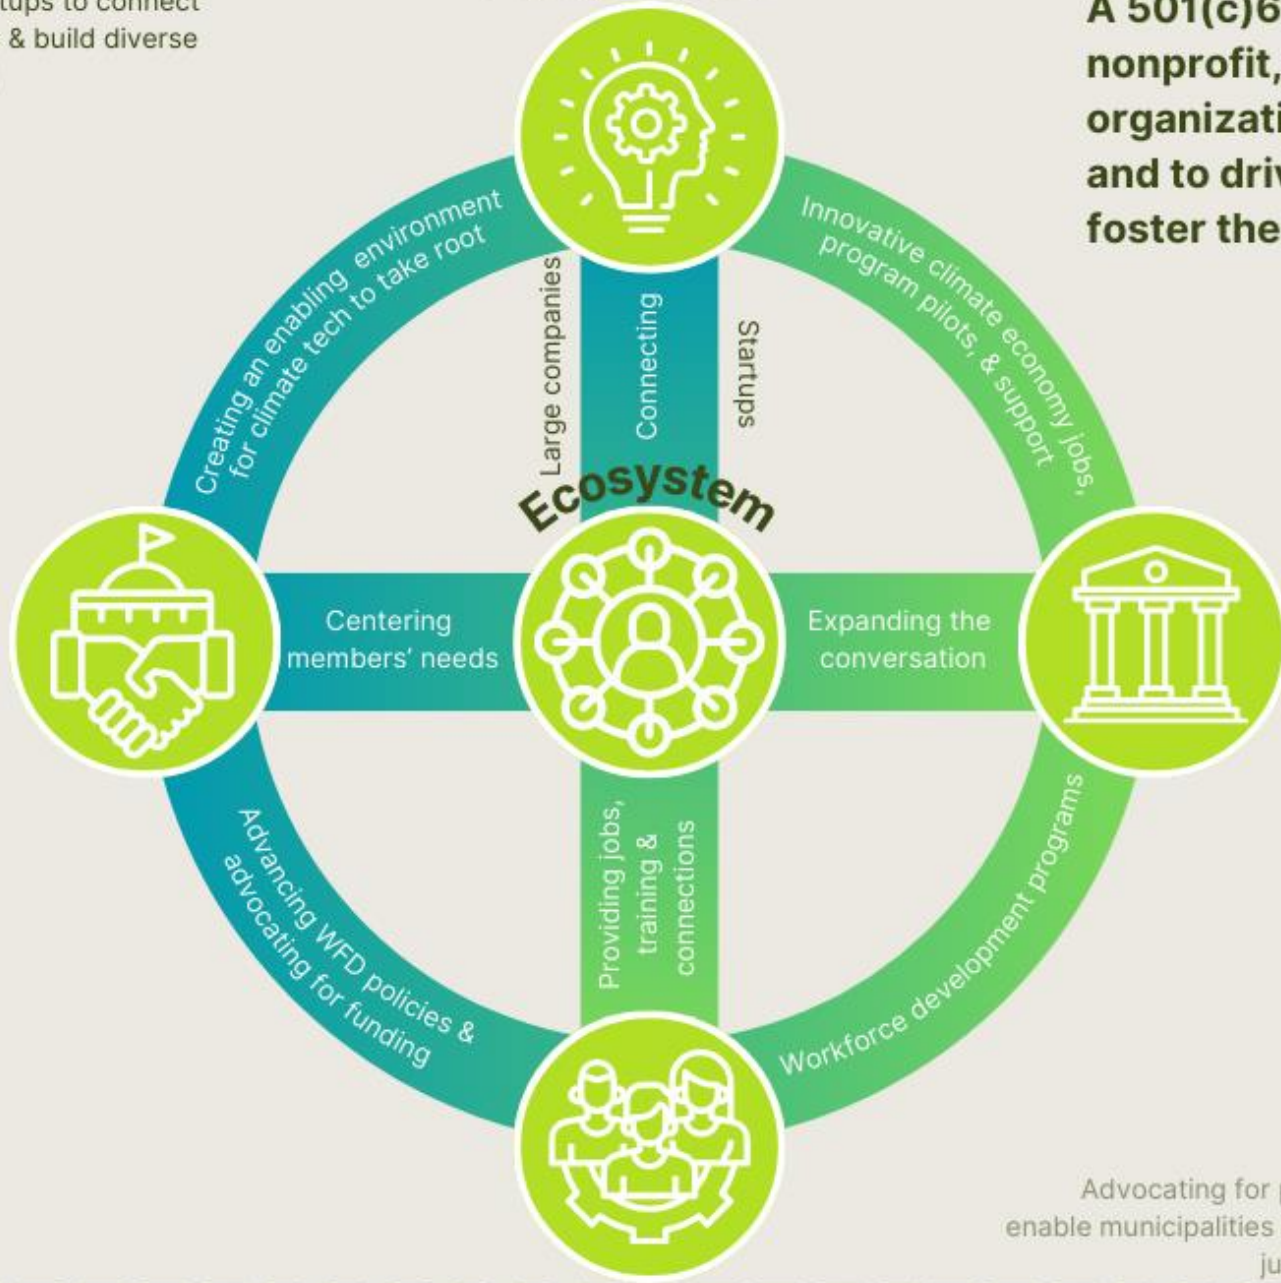 to connect
& build diverse
A 501(c)6
nonprofit,
and to
foster the
Creating an enabling environment
for climate tech to take root
Innovative climate economy jobs,
program pilots, & support
Large companies
Connecting
Startups
Ecosystem
Centering
members' needs
Expanding the
conversation
Providing jobs,
training &
connections
Advancing WFD policies &
advocating for funding
Workforce development programs
Advocating for
enable municipalities